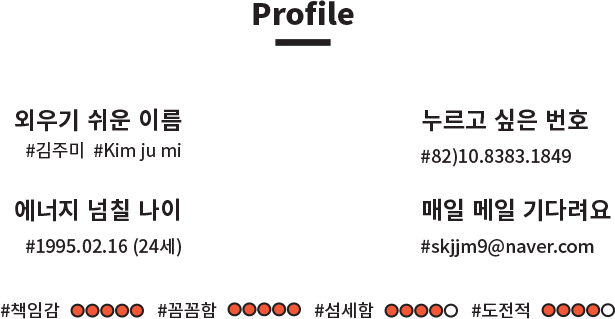 Profile
외우기 쉬운 이름
#김주미 #Kim ju mi
누르고 싶은 번호
#82)10.8383.1849
에너지 넘칠 나이
#1995.02.16 (24세)
매일 메일 기다려요
#skjjm9@naver.com
#책임감 #꼼꼼함 #섬세함 #도전적